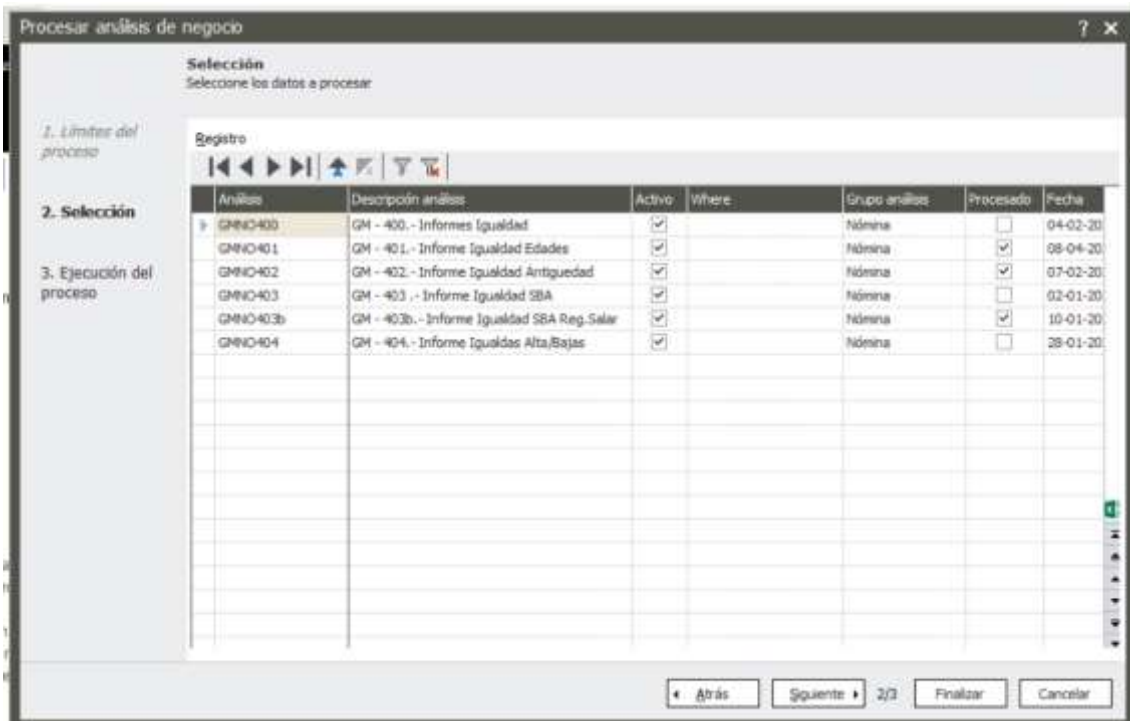 Procesar análisis de negocio
Selección
Seleccione los datos a procesar
1. Límites del
proceso
2. Selección
3. Ejecución del
proceso
Registro
Análisis Descripción análisis Activo Where Grupo análisis Procesado Fecha
GMNO400 GM - 400.- Informes Igualdad Nómina 04-02-20
GMNO401 GM - 401.- Informe Igualdad Edades Nómina 08-04-20
GMNO402 GM - 402.- Informe Igualdad Antiguedad Nómina 07-02-20
GMNO403 GM - 403 .- Informe Igualdad SBA Nómina 02-01-20
GMNO403b GM - 403b.- Informe Igualdad SBA Reg.Salar Nómina 10-01-20
GMNO404 GM - 404.- Informe Igualdas Alta/Bajas Nómina 28-01-20
Atrás Siguiente 2/3 Finalizar Cancelar